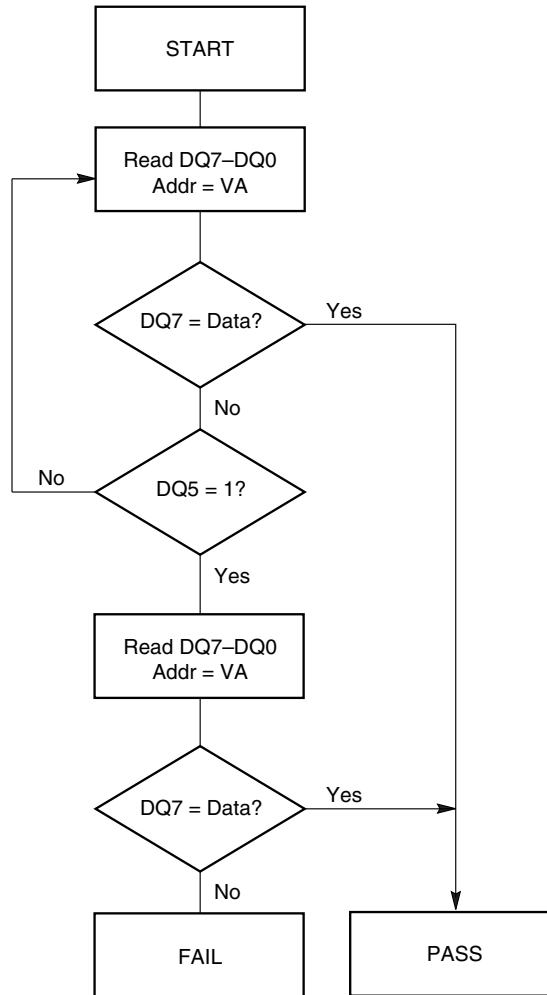 START
Read DQ7–DQ0
Addr = VA
DQ7 = Data?
Yes
No
No
DQ5 = 1?
Yes
Read DQ7–DQ0
Addr = VA
DQ7 = Data?
Yes
No
FAIL
PASS